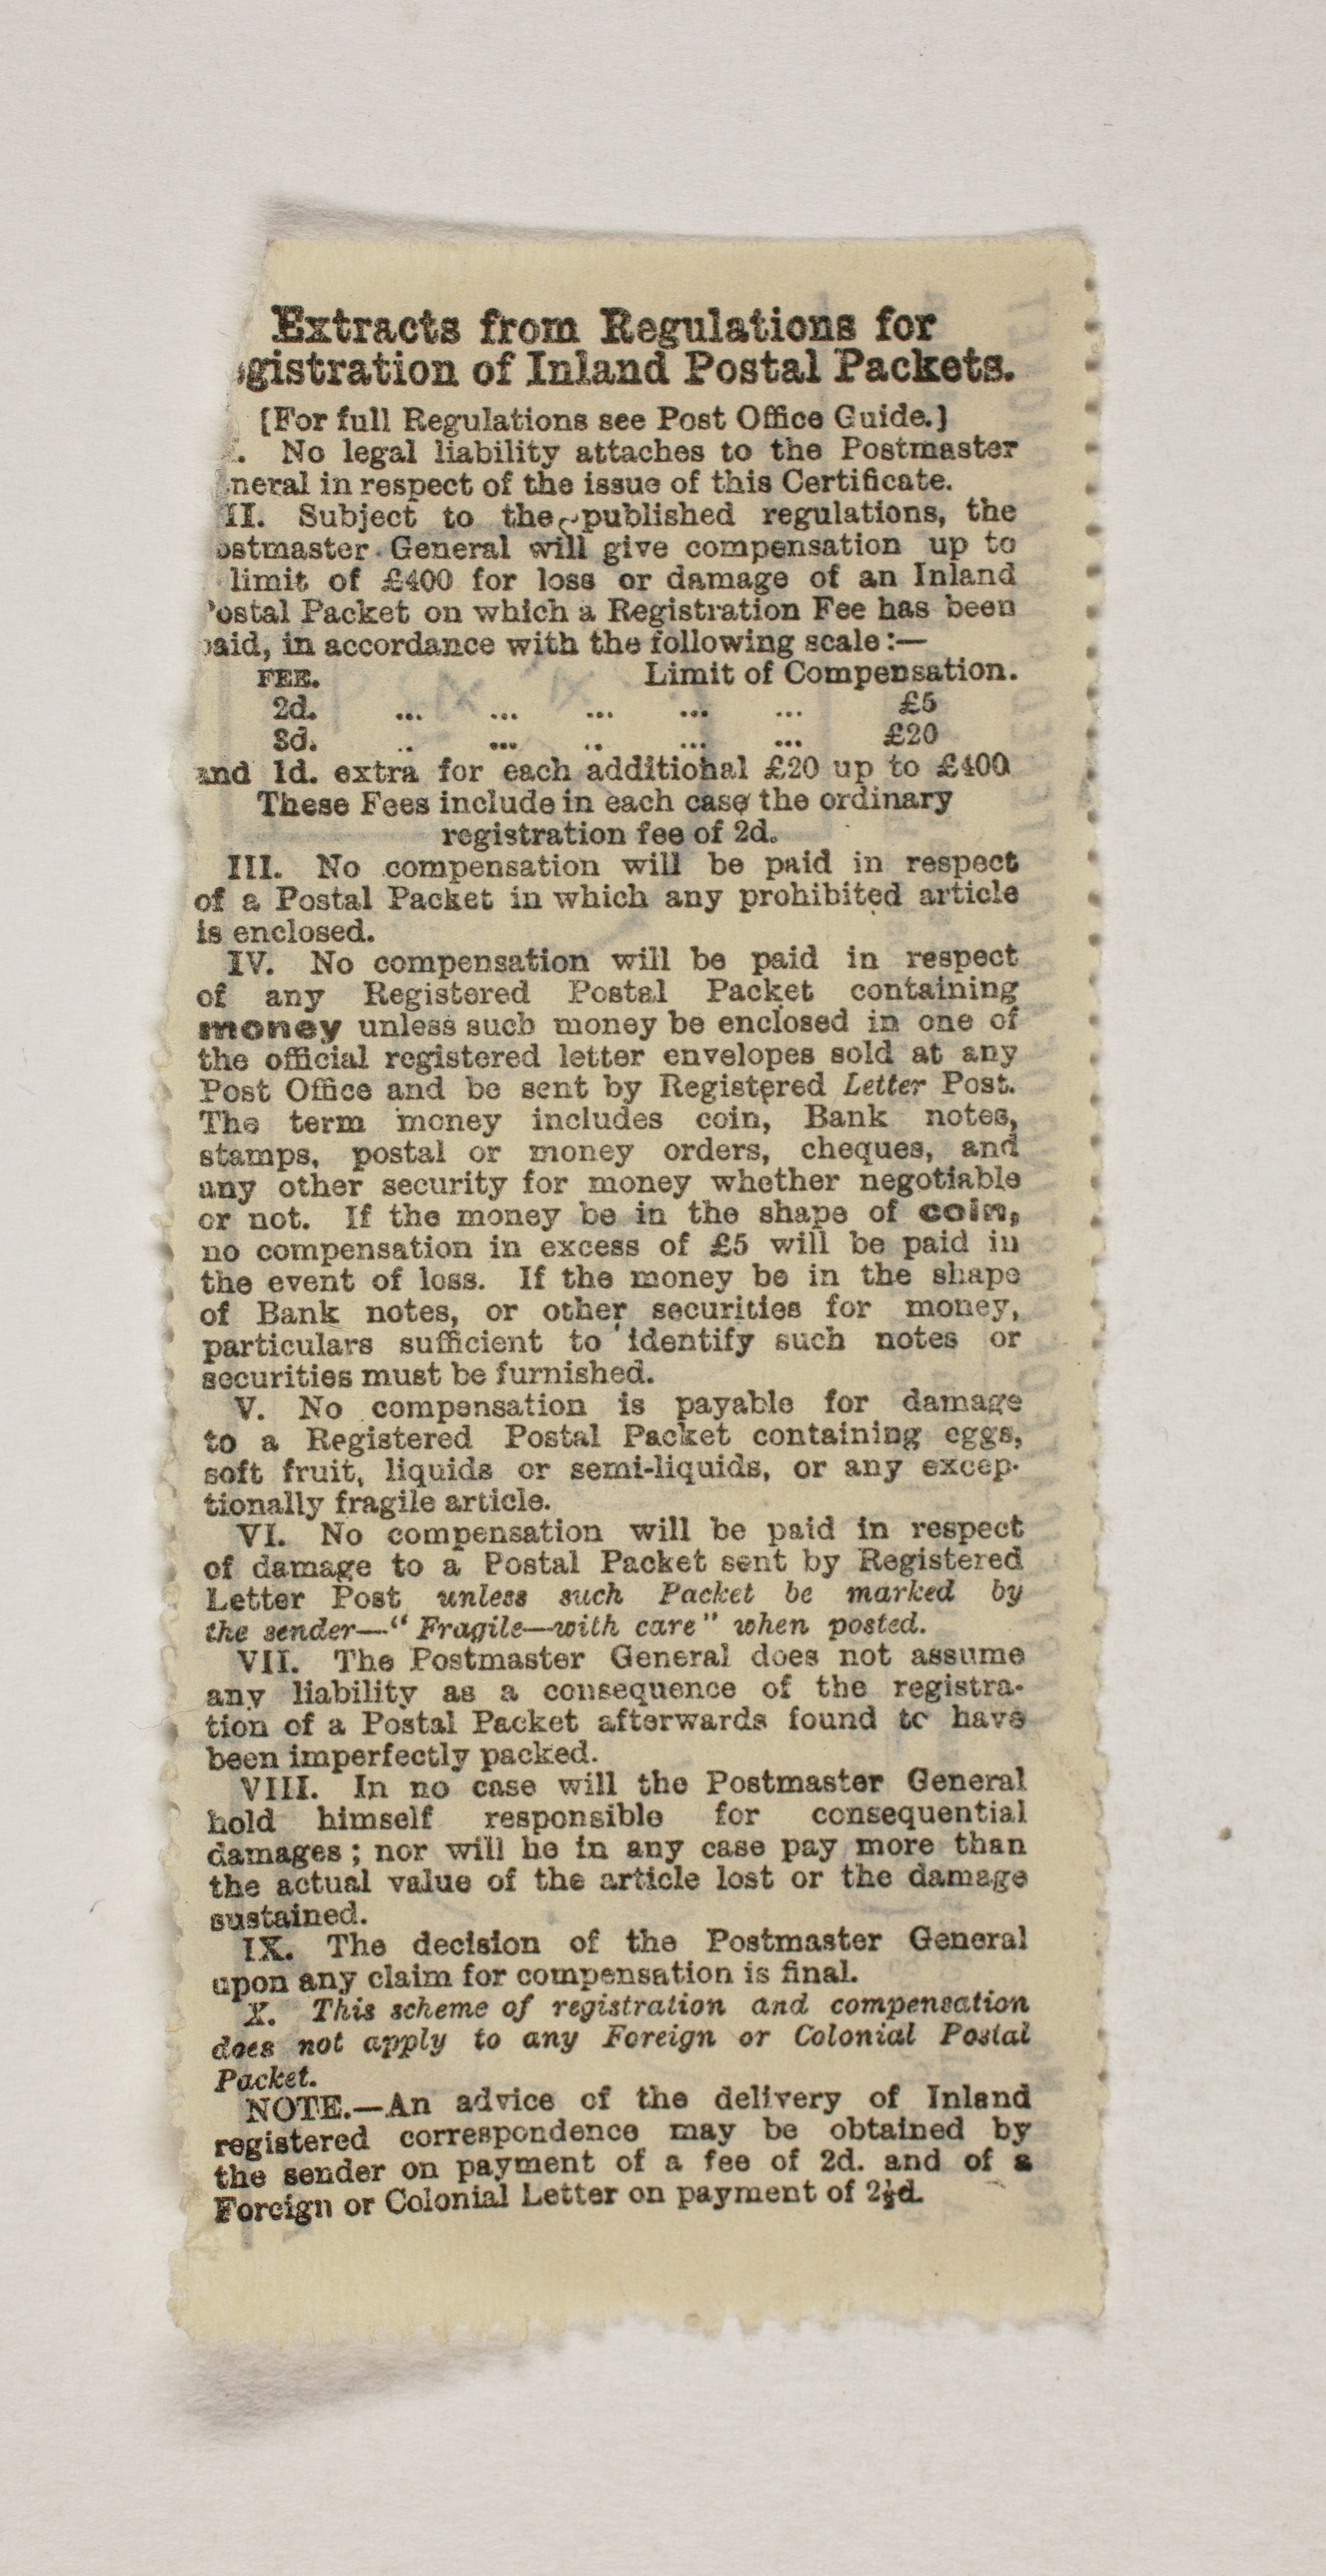 Extracts from Regulations for
gistration of Inland Postal Packets.
[For full Regulations see Post Office Guide.]
. No legal liability attaches to the Postmaster
neral in respect of the issue of this Certificate.
II. Subject to the published regulations, the
ostmaster General will give compensation up to
limit of £400 for loss or damage of an Inland
Postal Packet on which a Registration Fee has been
paid, in accordance with the following scale:—
FEE. Limit of Compensation.
2d. ... ... ... ... ... £5
3d. .. ... .. ... ... £20
and 1d. extra for each additional £20 up to £400
These Fees include in each case the ordinary
registration fee of 2d.
III. No compensation will be paid in respect
of a Postal Packet in which any prohibited article
is enclosed.
IV. No compensation will be paid in respect
of any Registered Postal Packet containing
money unless such money be enclosed in one of
the official registered letter envelopes sold at any
Post Office and be sent by Registered Letter Post.
The term money includes coin, Bank notes,
stamps, postal or money orders, cheques, and
any other security for money whether negotiable
or not. If the money be in the shape of coin,
no compensation in excess of £5 will be paid in
the event of loss. If the money be in the shape
of Bank notes, or other securities for money,
particulars sufficient to identify such notes or
securities must be furnished.
V. No compensation is payable for damage
to a Registered Postal Packet containing eggs,
soft fruit, liquids or semi-liquids, or any excep-
tionally fragile article.
VI. No compensation will be paid in respect
of damage to a Postal Packet sent by Registered
Letter Post unless such Packet be marked by
the sender—"Fragile—with care" when posted.
VII. The Postmaster General does not assume
any liability as a consequence of the registra-
tion of a Postal Packet afterwards found to have
been imperfectly packed.
VIII. In no case will the Postmaster General
hold himself responsible for consequential
damages; nor will he in any case pay more than
the actual value of the article lost or the damage
sustained.
IX. The decision of the Postmaster General
upon any claim for compensation is final.
X. This scheme of registration and compensation
does not apply to any Foreign or Colonial Postal
Packet.
NOTE.—An advice of the delivery of Inland
registered correspondence may be obtained by
the sender on payment of a fee of 2d. and of a
Foreign or Colonial Letter on payment of 2½d.